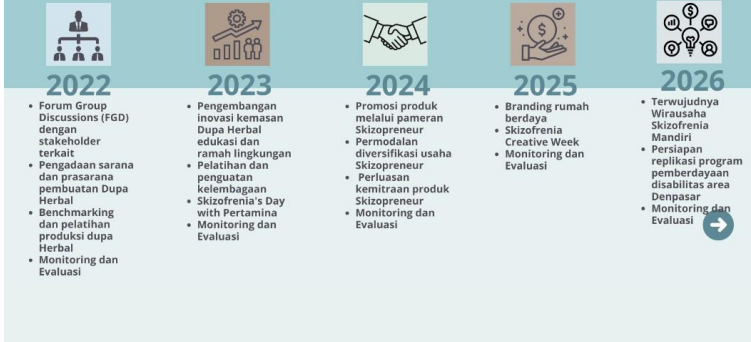 2022
• Forum Group
Discussions (FGD)
dengan
stakeholder
terkait
• Pengadaan sarana
dan prasarana
pembuatan Dupa
Herbal
• Benchmarking
dan pelatihan
produksi dupa
Herbal
• Monitoring dan
Evaluasi
2023
• Pengembangan
inovasi kemasan
Dupa Herbal
edukasi dan
ramah lingkungan
• Pelatihan dan
penguatan
kelembagaan
• Skizofrenia's Day
with Pertamina
• Monitoring dan
Evaluasi
2024
• Promosi produk
melalui pameran
Skizopreneur
• Permodalan
diversifikasi usaha
Skizopreneur
• Perluasan
kemitraan produk
Skizopreneur
• Monitoring dan
Evaluasi
2025
• Branding rumah
berdaya
• Skizofrenia
Creative Week
• Monitoring dan
Evaluasi
2026
• Terwujudnya
Wirausaha
Skizofrenia
Mandiri
• Persiapan
replikasi program
pemberdayaan
disabilitas area
Denpasar
• Monitoring dan
Evaluasi